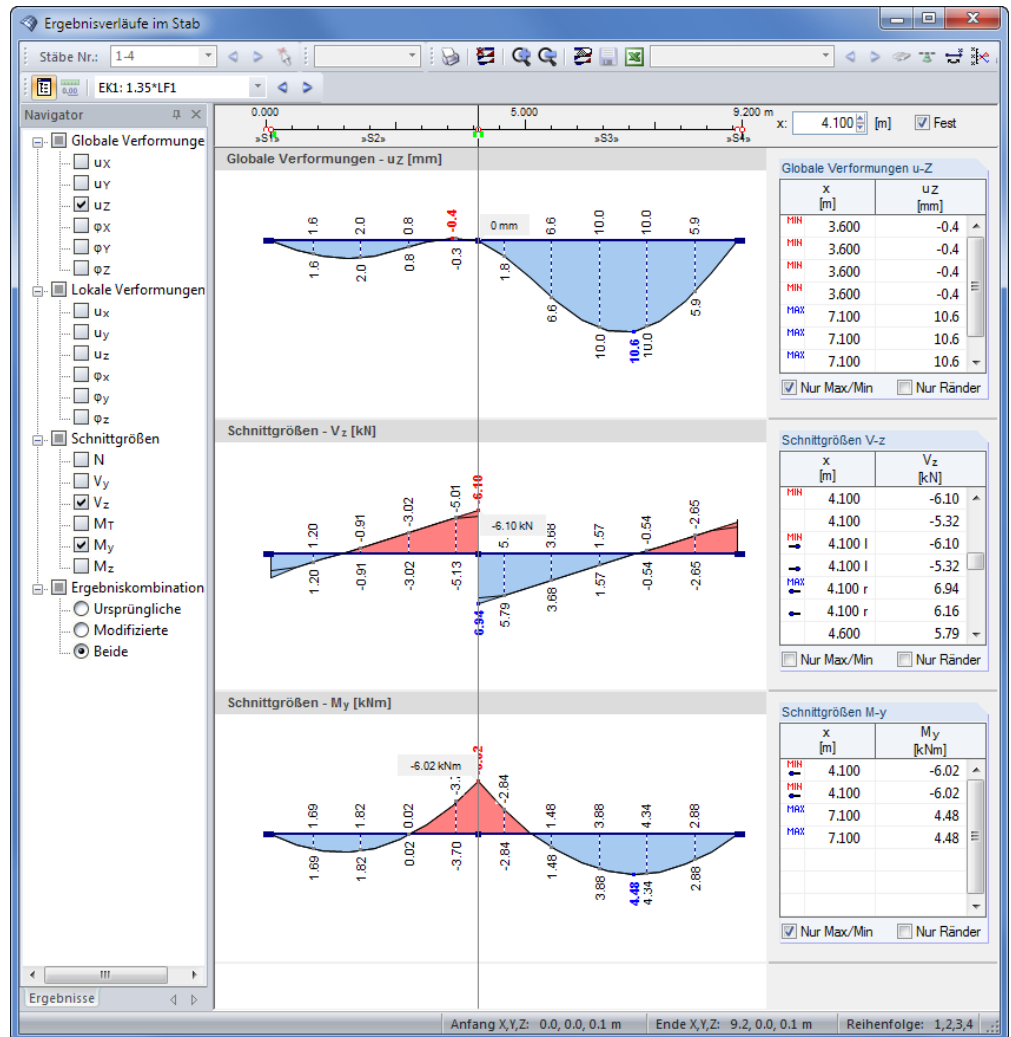 Ergebnisverläufe im Stab
Stäbe Nr.: 1-4
0,00 EK1: 1.35*LF1
Navigator
Globale Verformunge
uX
uY
uZ
φX
φY
φZ
Lokale Verformungen
ux
uy
uz
φx
φy
φz
Schnittgrößen
N
Vy
Vz
MT
My
Mz
Ergebniskombination
Ursprüngliche
Modifizierte
Beide
Ergebnisse
0.000 5.000 9.200 m
»S1» »S2» »S3» »S4»
x: 4.100 [m] Fest
Globale Verformungen - uZ [mm]
1.6 2.0 0.8 -0.4 0 mm 6.6 10.0 10.0 5.9
1.6 2.0 0.8 -0.3 1.8 6.6 10.0 10.6 10.0 5.9
Globale Verformungen u-Z
x uZ
[m] [mm]
MIN 3.600 -0.4
MIN 3.600 -0.4
MIN 3.600 -0.4
MIN 3.600 -0.4
MAX 7.100 10.6
MAX 7.100 10.6
MAX 7.100 10.6
Nur Max/Min Nur Ränder
Schnittgrößen - Vz [kN]
1.20 -0.91 -3.02 -5.01 -6.10 -6.10 kN 3.68 1.57 -0.54 -2.65
1.20 -0.91 -3.02 -5.13 6.94 5.79 3.68 1.57 -0.54 -2.65
Schnittgrößen V-z
x Vz
[m] [kN]
MIN 4.100 -6.10
4.100 -5.32
MIN 4.100 l -6.10
4.100 l -5.32
MAX 4.100 r 6.94
4.100 r 6.16
4.600 5.79
Nur Max/Min Nur Ränder
Schnittgrößen - My [kNm]
1.69 1.82 0.02 -6.02 kNm -2.84 1.48 3.88 4.34 2.88
1.69 1.82 0.02 -3.70 -2.84 1.48 3.88 4.48 4.34 2.88
Schnittgrößen M-y
x My
[m] [kNm]
MIN 4.100 -6.02
MIN 4.100 -6.02
MAX 7.100 4.48
MAX 7.100 4.48
Nur Max/Min Nur Ränder
Anfang X,Y,Z: 0.0, 0.0, 0.1 m Ende X,Y,Z: 9.2, 0.0, 0.1 m Reihenfolge: 1,2,3,4